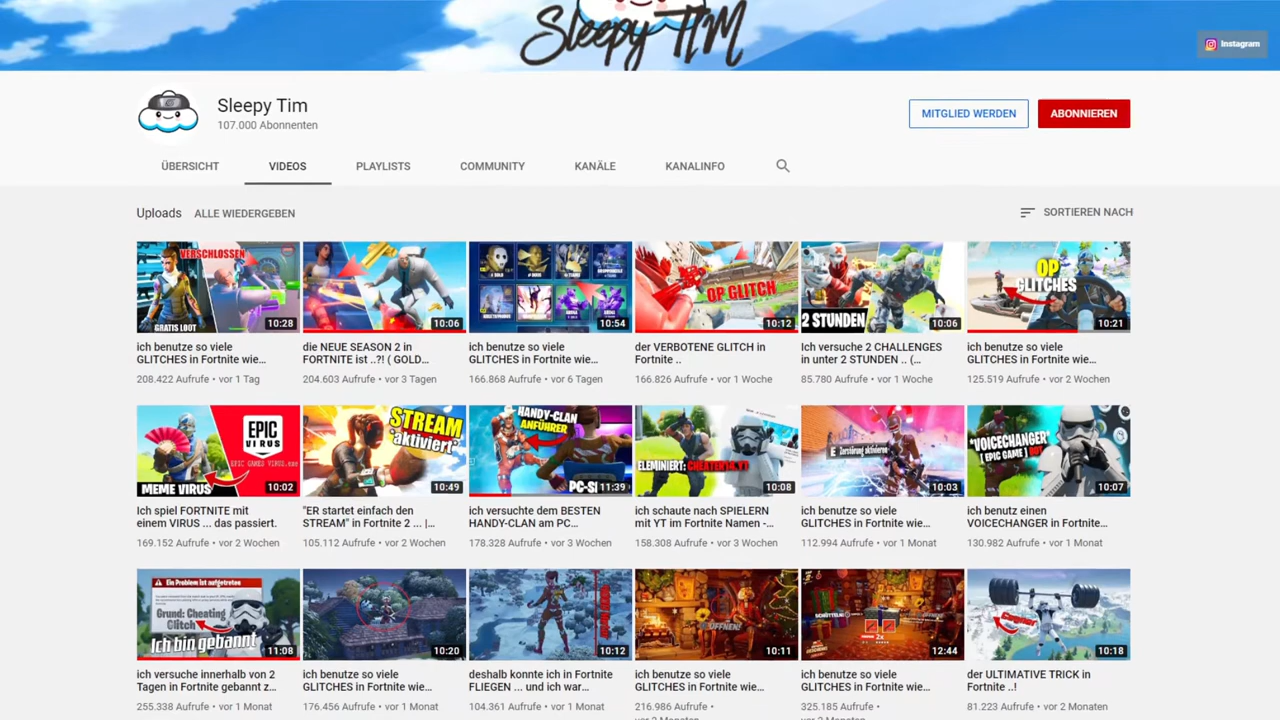 Sleepy TIM
Instagram
Sleepy Tim
107.000 Abonnenten
MITGLIED WERDEN
ABONNIEREN
ÜBERSICHT
VIDEOS
PLAYLISTS
COMMUNITY
KANÄLE
KANALINFO
Uploads
ALLE WIEDERGEBEN
SORTIEREN NACH
VERSCHLOSSEN
GRATIS LOOT
10:28
10:06
10:54
OP GLITCH
10:12
2 STUNDEN
10:06
OP
GLITCHES
10:21
ich benutze so viele
GLITCHES in Fortnite wie...
208.422 Aufrufe • vor 1 Tag
die NEUE SEASON 2 in
FORTNITE ist ..?! ( GOLD...
204.603 Aufrufe • vor 3 Tagen
ich benutze so viele
GLITCHES in Fortnite wie...
166.868 Aufrufe • vor 6 Tagen
der VERBOTENE GLITCH in
Fortnite ..
166.826 Aufrufe • vor 1 Woche
Ich versuche 2 CHALLENGES
in unter 2 STUNDEN .. (...
85.780 Aufrufe • vor 1 Woche
ich benutze so viele
GLITCHES in Fortnite wie...
125.519 Aufrufe • vor 2 Wochen
EPIC
VIRUS
EPIC GAMES VIRUS.exe
MEME VIRUS
10:02
STREAM
*aktiviert*
10:49
HANDY-CLAN
ANFÜHRER
11:39
ELEMINIERT: CHEATER14.YT
10:08
E Zerstörung aktivieren
10:03
"VOICECHANGER"
[ EPIC GAME ] BOT
10:07
Ich spiel FORTNITE mit
einem VIRUS ... das passiert.
169.152 Aufrufe • vor 2 Wochen
"ER startet einfach den
STREAM" in Fortnite 2 ... |...
105.112 Aufrufe • vor 2 Wochen
ich versuchte dem BESTEN
HANDY-CLAN am PC...
178.328 Aufrufe • vor 3 Wochen
ich schaute nach SPIELERN
mit YT im Fortnite Namen -...
158.308 Aufrufe • vor 3 Wochen
ich benutze so viele
GLITCHES in Fortnite wie...
112.994 Aufrufe • vor 1 Monat
ich benutz einen
VOICECHANGER in Fortnite...
130.982 Aufrufe • vor 1 Monat
Ein Problem ist aufgetreten
Grund: Cheating
Glitch
Ich bin gebannt
11:08
10:20
10:12
ÖFFNEN!
10:11
12:44
10:18
ich versuche innerhalb von 2
Tagen in Fortnite gebannt z...
255.338 Aufrufe • vor 1 Monat
ich benutze so viele
GLITCHES in Fortnite wie...
176.456 Aufrufe • vor 1 Monat
deshalb konnte ich in Fortnite
FLIEGEN ... und ich war...
104.361 Aufrufe • vor 1 Monat
ich benutze so viele
GLITCHES in Fortnite wie...
216.986 Aufrufe •
vor 2 Monaten
ich benutze so viele
GLITCHES in Fortnite wie...
325.185 Aufrufe •
vor 2 Monaten
der ULTIMATIVE TRICK in
Fortnite ..!
81.223 Aufrufe • vor 2 Monaten